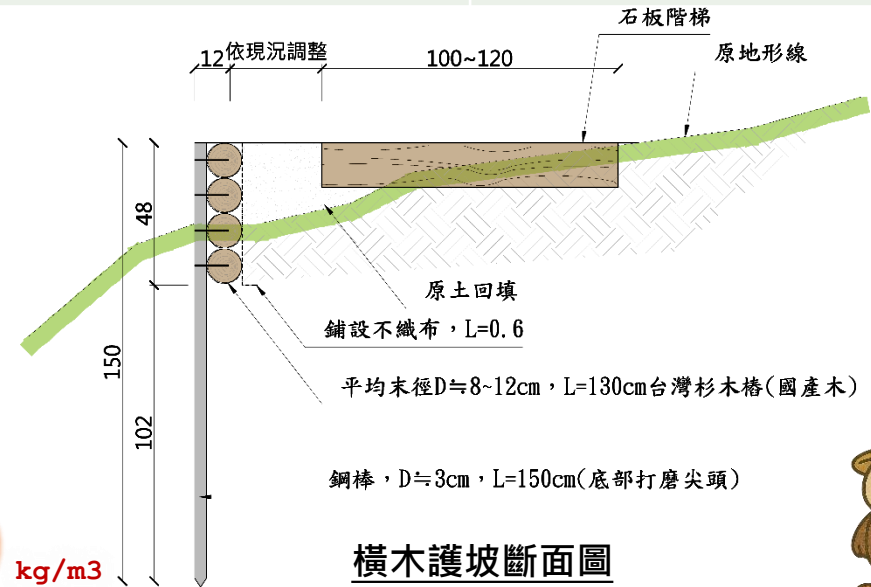 石板階梯
12
依現況調整
100~120
原地形線
48
150
102
原土回填
鋪設不織布，L=0.6
平均末徑D≒8~12cm，L=130cm台灣杉木樁(國產木)
鋼棒，D≒3cm，L=150cm(底部打磨尖頭)
橫木護坡斷面圖
kg/m3